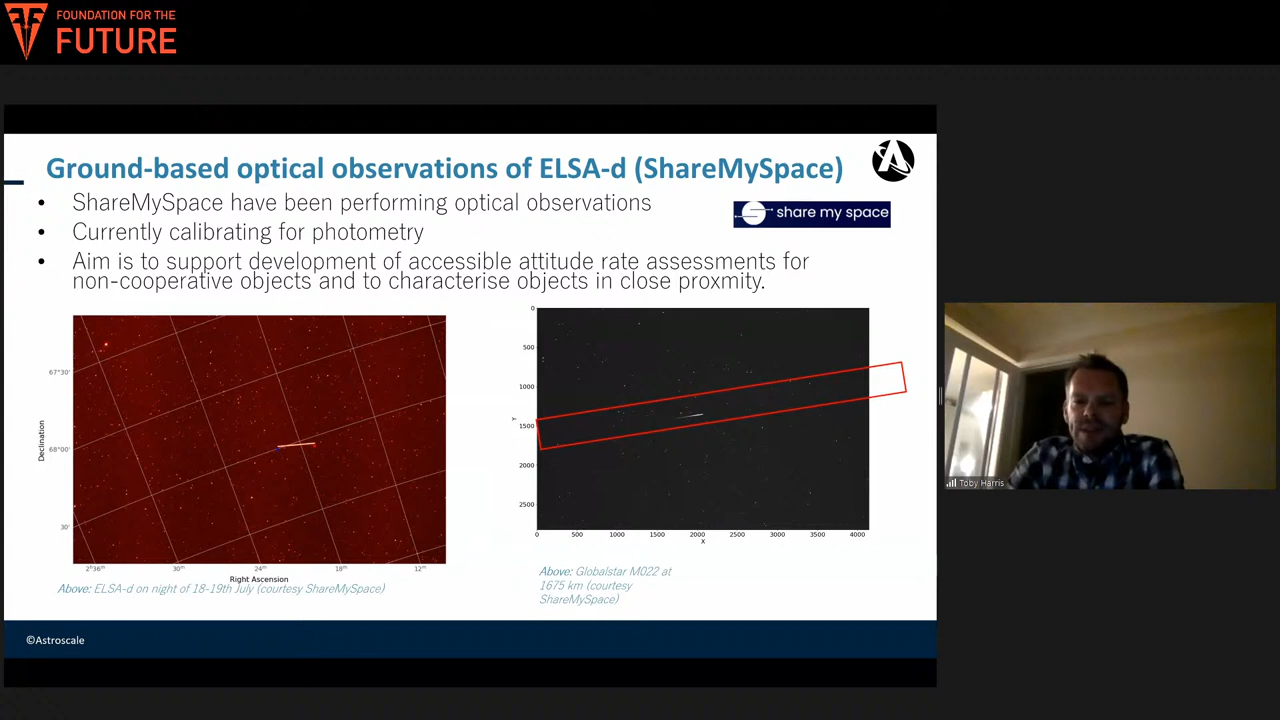 FOUNDATION FOR THE
FUTURE
Ground-based optical observations of ELSA-d (ShareMySpace)
• ShareMySpace have been performing optical observations
share my space
• Currently calibrating for photometry
• Aim is to support development of accessible attitude rate assessments for
non-cooperative objects and to characterise objects in close proxmity.
67°30'
68°00'
30'
Declination
2ʰ36ᵐ 30ᵐ 24ᵐ 18ᵐ 12ᵐ
Right Ascension
Above: ELSA-d on night of 18-19th July (courtesy ShareMySpace)
0
500
1000
1500
2000
2500
Y
0 500 1000 1500 2000 2500 3000 3500 4000
X
Above: Globalstar M022 at
1675 km (courtesy
ShareMySpace)
©Astroscale
Toby Harris